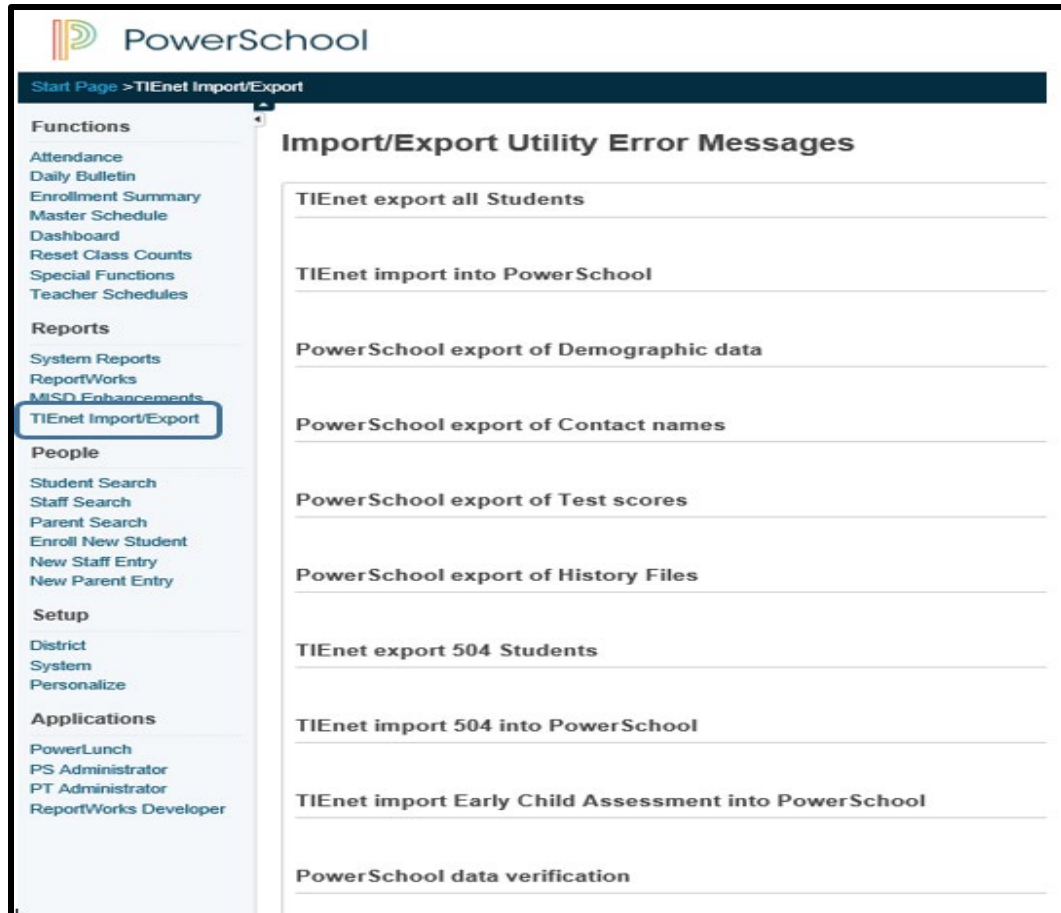 PowerSchool
Start Page >TIEnet Import/Export
Functions
Attendance
Daily Bulletin
Enrollment Summary
Master Schedule
Dashboard
Reset Class Counts
Special Functions
Teacher Schedules
Reports
System Reports
ReportWorks
MISD Enhancements
TIEnet Import/Export
People
Student Search
Staff Search
Parent Search
Enroll New Student
New Staff Entry
New Parent Entry
Setup
District
System
Personalize
Applications
PowerLunch
PS Administrator
PT Administrator
ReportWorks Developer
Import/Export Utility Error Messages
TIEnet export all Students
TIEnet import into PowerSchool
PowerSchool export of Demographic data
PowerSchool export of Contact names
PowerSchool export of Test scores
PowerSchool export of History Files
TIEnet export 504 Students
TIEnet import 504 into PowerSchool
TIEnet import Early Child Assessment into PowerSchool
PowerSchool data verification